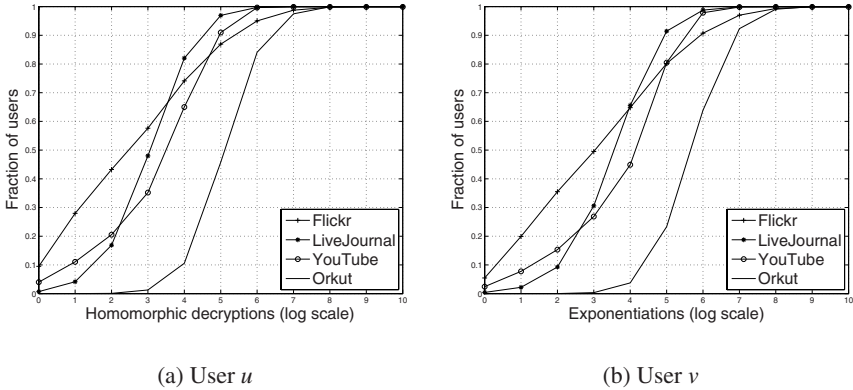 1
0.9
0.8
0.7
0.6
0.5
0.4
0.3
0.2
0.1
0
Fraction of users
Flickr
LiveJournal
YouTube
Orkut
0 1 2 3 4 5 6 7 8 9 10
Homomorphic decryptions (log scale)
(a) User u
1
0.9
0.8
0.7
0.6
0.5
0.4
0.3
0.2
0.1
0
Fraction of users
Flickr
LiveJournal
YouTube
Orkut
0 1 2 3 4 5 6 7 8 9 10
Exponentiations (log scale)
(b) User v